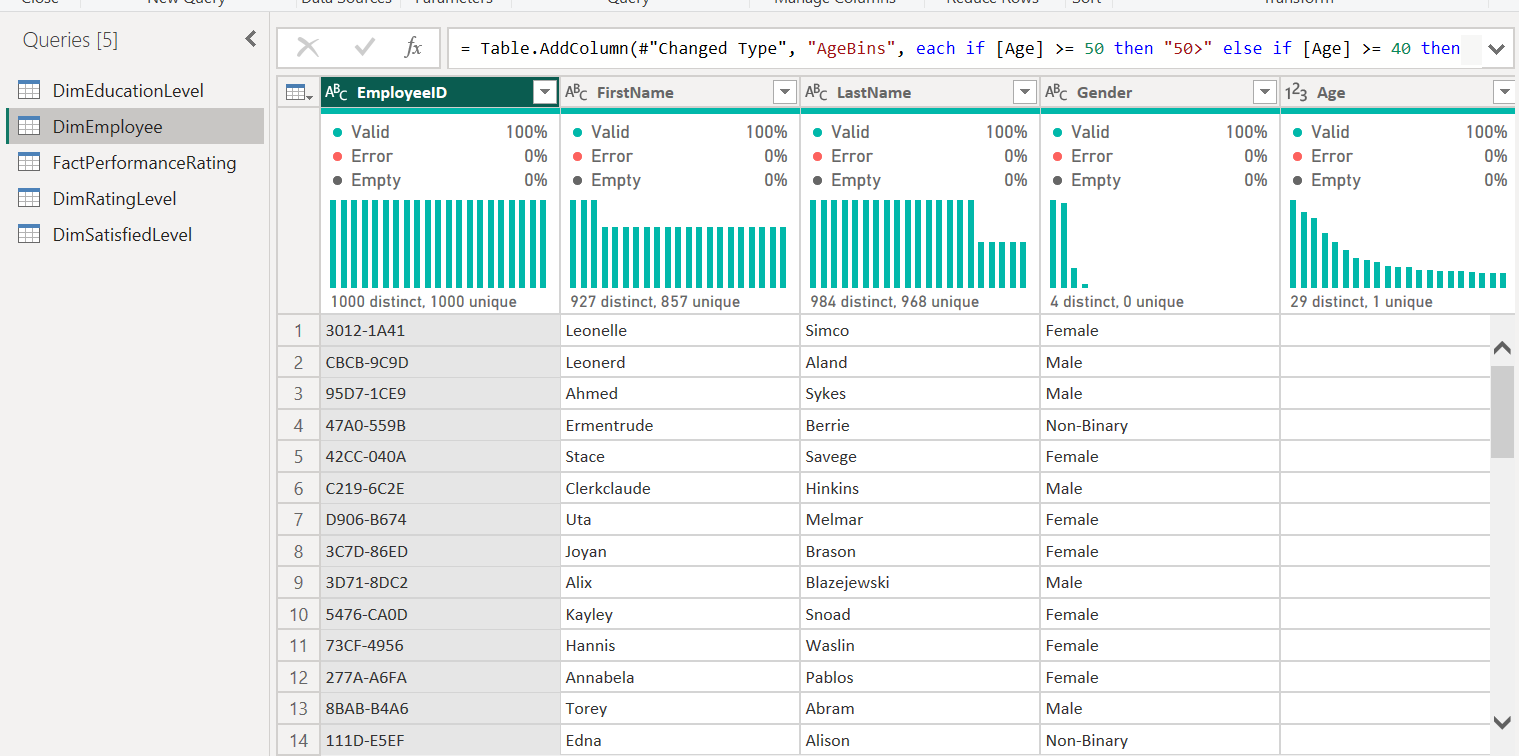 Close New Query Data Sources Parameters Query Manage Columns Reduce Rows Sort Transform
Queries [5]
DimEducationLevel
DimEmployee
FactPerformanceRating
DimRatingLevel
DimSatisfiedLevel
fx = Table.AddColumn(#"Changed Type", "AgeBins", each if [Age] >= 50 then "50>" else if [Age] >= 40 then
ABC EmployeeID ABC FirstName ABC LastName ABC Gender 123 Age
Valid 100% Valid 100% Valid 100% Valid 100% Valid 100%
Error 0% Error 0% Error 0% Error 0% Error 0%
Empty 0% Empty 0% Empty 0% Empty 0% Empty 0%
1000 distinct, 1000 unique 927 distinct, 857 unique 984 distinct, 968 unique 4 distinct, 0 unique 29 distinct, 1 unique
1 3012-1A41 Leonelle Simco Female
2 CBCB-9C9D Leonerd Aland Male
3 95D7-1CE9 Ahmed Sykes Male
4 47A0-559B Ermentrude Berrie Non-Binary
5 42CC-040A Stace Savege Female
6 C219-6C2E Clerkclaude Hinkins Male
7 D906-B674 Uta Melmar Female
8 3C7D-86ED Joyan Brason Female
9 3D71-8DC2 Alix Blazejewski Male
10 5476-CA0D Kayley Snoad Female
11 73CF-4956 Hannis Waslin Female
12 277A-A6FA Annabela Pablos Female
13 8BAB-B4A6 Torey Abram Male
14 111D-E5EF Edna Alison Non-Binary